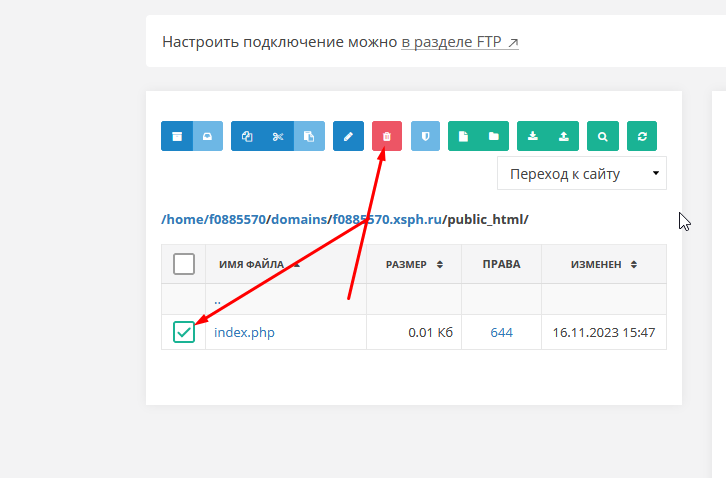 Настроить подключение можно в разделе FTP ↗
Переход к сайту
/home/f0885570/domains/f0885570.xsph.ru/public_html/
ИМЯ ФАЙЛА РАЗМЕР ПРАВА ИЗМЕНЕН
..
index.php 0.01 Кб 644 16.11.2023 15:47